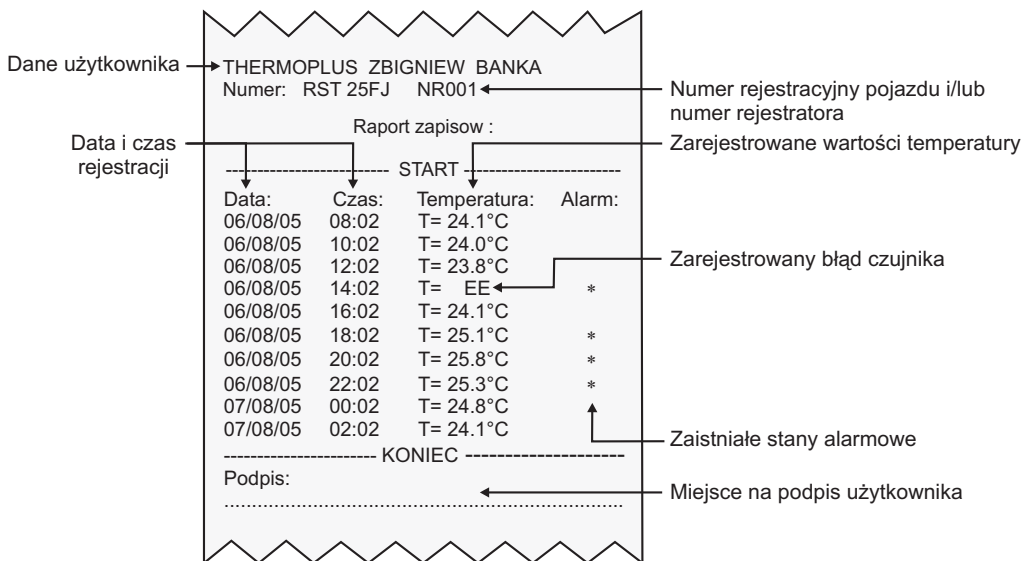 Dane użytkownika
THERMOPLUS ZBIGNIEW BANKA
Numer: RST 25FJ NR001
Numer rejestracyjny pojazdu i/lub
numer rejestratora
Raport zapisow :
Data i czas
rejestracji
Zarejestrowane wartości temperatury
------------------------ START ------------------------
Data: Czas: Temperatura: Alarm:
06/08/05 08:02 T= 24.1°C
06/08/05 10:02 T= 24.0°C
06/08/05 12:02 T= 23.8°C
Zarejestrowany błąd czujnika
06/08/05 14:02 T= EE *
06/08/05 16:02 T= 24.1°C
06/08/05 18:02 T= 25.1°C *
06/08/05 20:02 T= 25.8°C *
06/08/05 22:02 T= 25.3°C *
07/08/05 00:02 T= 24.8°C
07/08/05 02:02 T= 24.1°C
Zaistniałe stany alarmowe
----------------------- KONIEC -----------------------
Podpis:
Miejsce na podpis użytkownika
................................................................